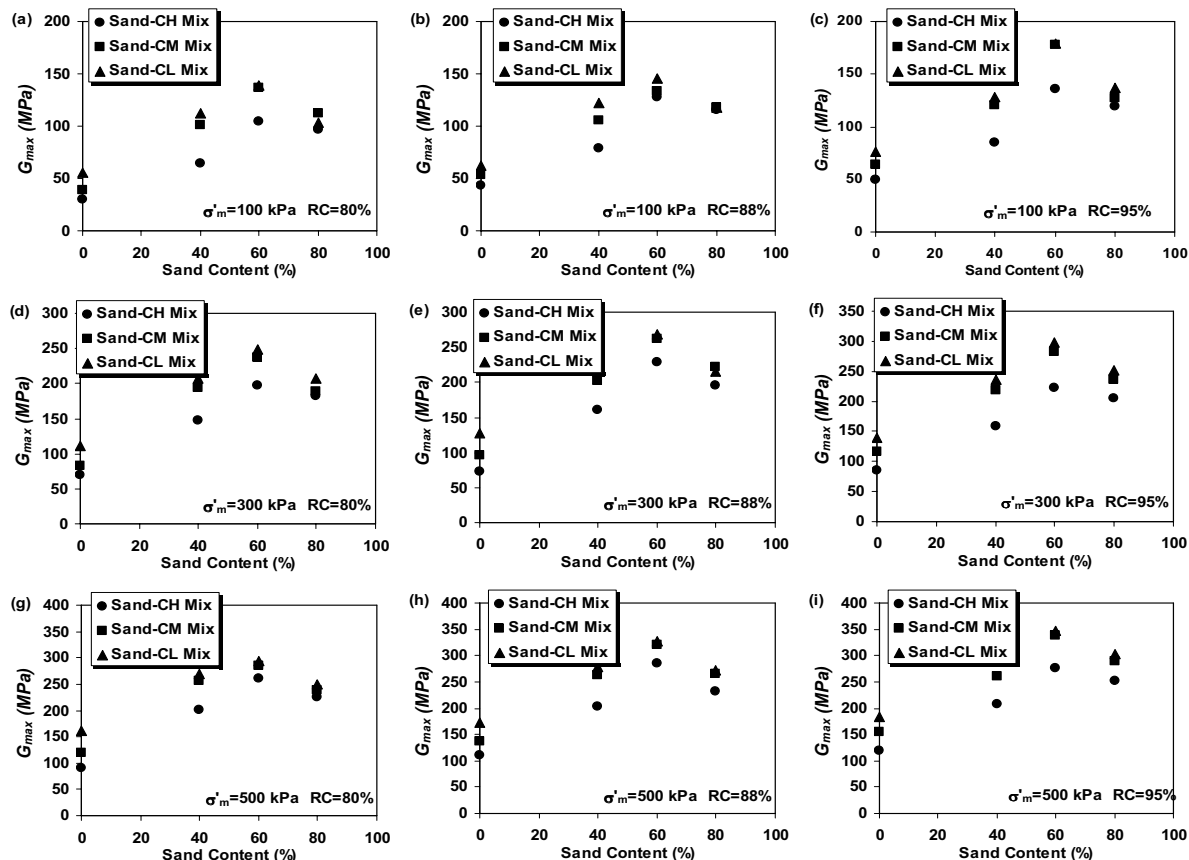 (a)
Sand-CH Mix
Sand-CM Mix
Sand-CL Mix
200
150
100
50
0
G_max (MPa)
σ'_m=100 kPa RC=80%
0 20 40 60 80 100
Sand Content (%)
(b)
Sand-CH Mix
Sand-CM Mix
Sand-CL Mix
200
150
100
50
0
G_max (MPa)
σ'_m=100 kPa RC=88%
0 20 40 60 80 100
Sand Content (%)
(c)
Sand-CH Mix
Sand-CM Mix
Sand-CL Mix
200
150
100
50
0
G_max (MPa)
σ'_m=100 kPa RC=95%
0 20 40 60 80 100
Sand Content (%)
(d)
Sand-CH Mix
Sand-CM Mix
Sand-CL Mix
300
250
200
150
100
50
0
G_max (MPa)
σ'_m=300 kPa RC=80%
0 20 40 60 80 100
Sand Content (%)
(e)
Sand-CH Mix
Sand-CM Mix
Sand-CL Mix
300
250
200
150
100
50
0
G_max (MPa)
σ'_m=300 kPa RC=88%
0 20 40 60 80 100
Sand Content (%)
(f)
Sand-CH Mix
Sand-CM Mix
Sand-CL Mix
350
300
250
200
150
100
50
0
G_max (MPa)
σ'_m=300 kPa RC=95%
0 20 40 60 80 100
Sand Content (%)
(g)
Sand-CH Mix
Sand-CM Mix
Sand-CL Mix
400
350
300
250
200
150
100
50
0
G_max (MPa)
σ'_m=500 kPa RC=80%
0 20 40 60 80 100
Sand Content (%)
(h)
Sand-CH Mix
Sand-CM Mix
Sand-CL Mix
400
350
300
250
200
150
100
50
0
G_max (MPa)
σ'_m=500 kPa RC=88%
0 20 40 60 80 100
Sand Content (%)
(i)
Sand-CH Mix
Sand-CM Mix
Sand-CL Mix
400
350
300
250
200
150
100
50
0
G_max (MPa)
σ'_m=500 kPa RC=95%
0 20 40 60 80 100
Sand Content (%)